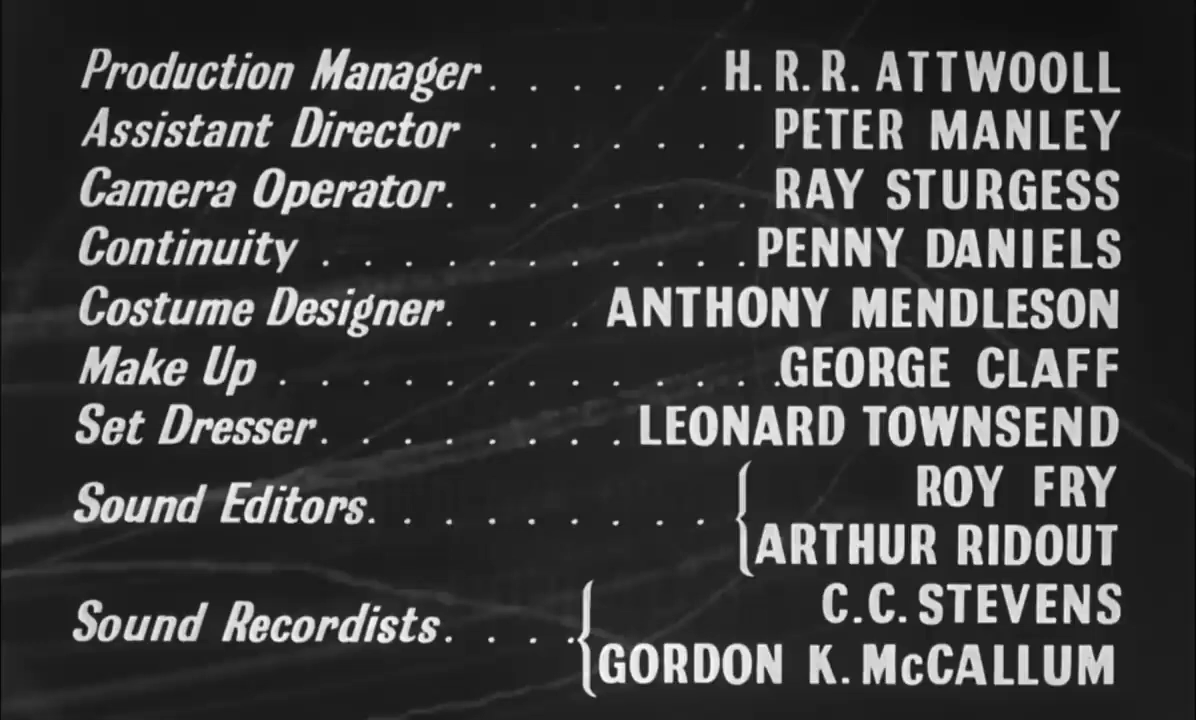 Production Manager. . . . . . . H. R. R. ATTWOOLL
Assistant Director . . . . . . . PETER MANLEY
Camera Operator. . . . . . . . RAY STURGESS
Continuity . . . . . . . . . . . PENNY DANIELS
Costume Designer. . . . ANTHONY MENDLESON
Make Up . . . . . . . . . . . . . GEORGE CLAFF
Set Dresser. . . . . . . . LEONARD TOWNSEND
Sound Editors. . . . . . . . . { ROY FRY
ARTHUR RIDOUT
Sound Recordists. . . . . { C.C. STEVENS
GORDON K. McCALLUM